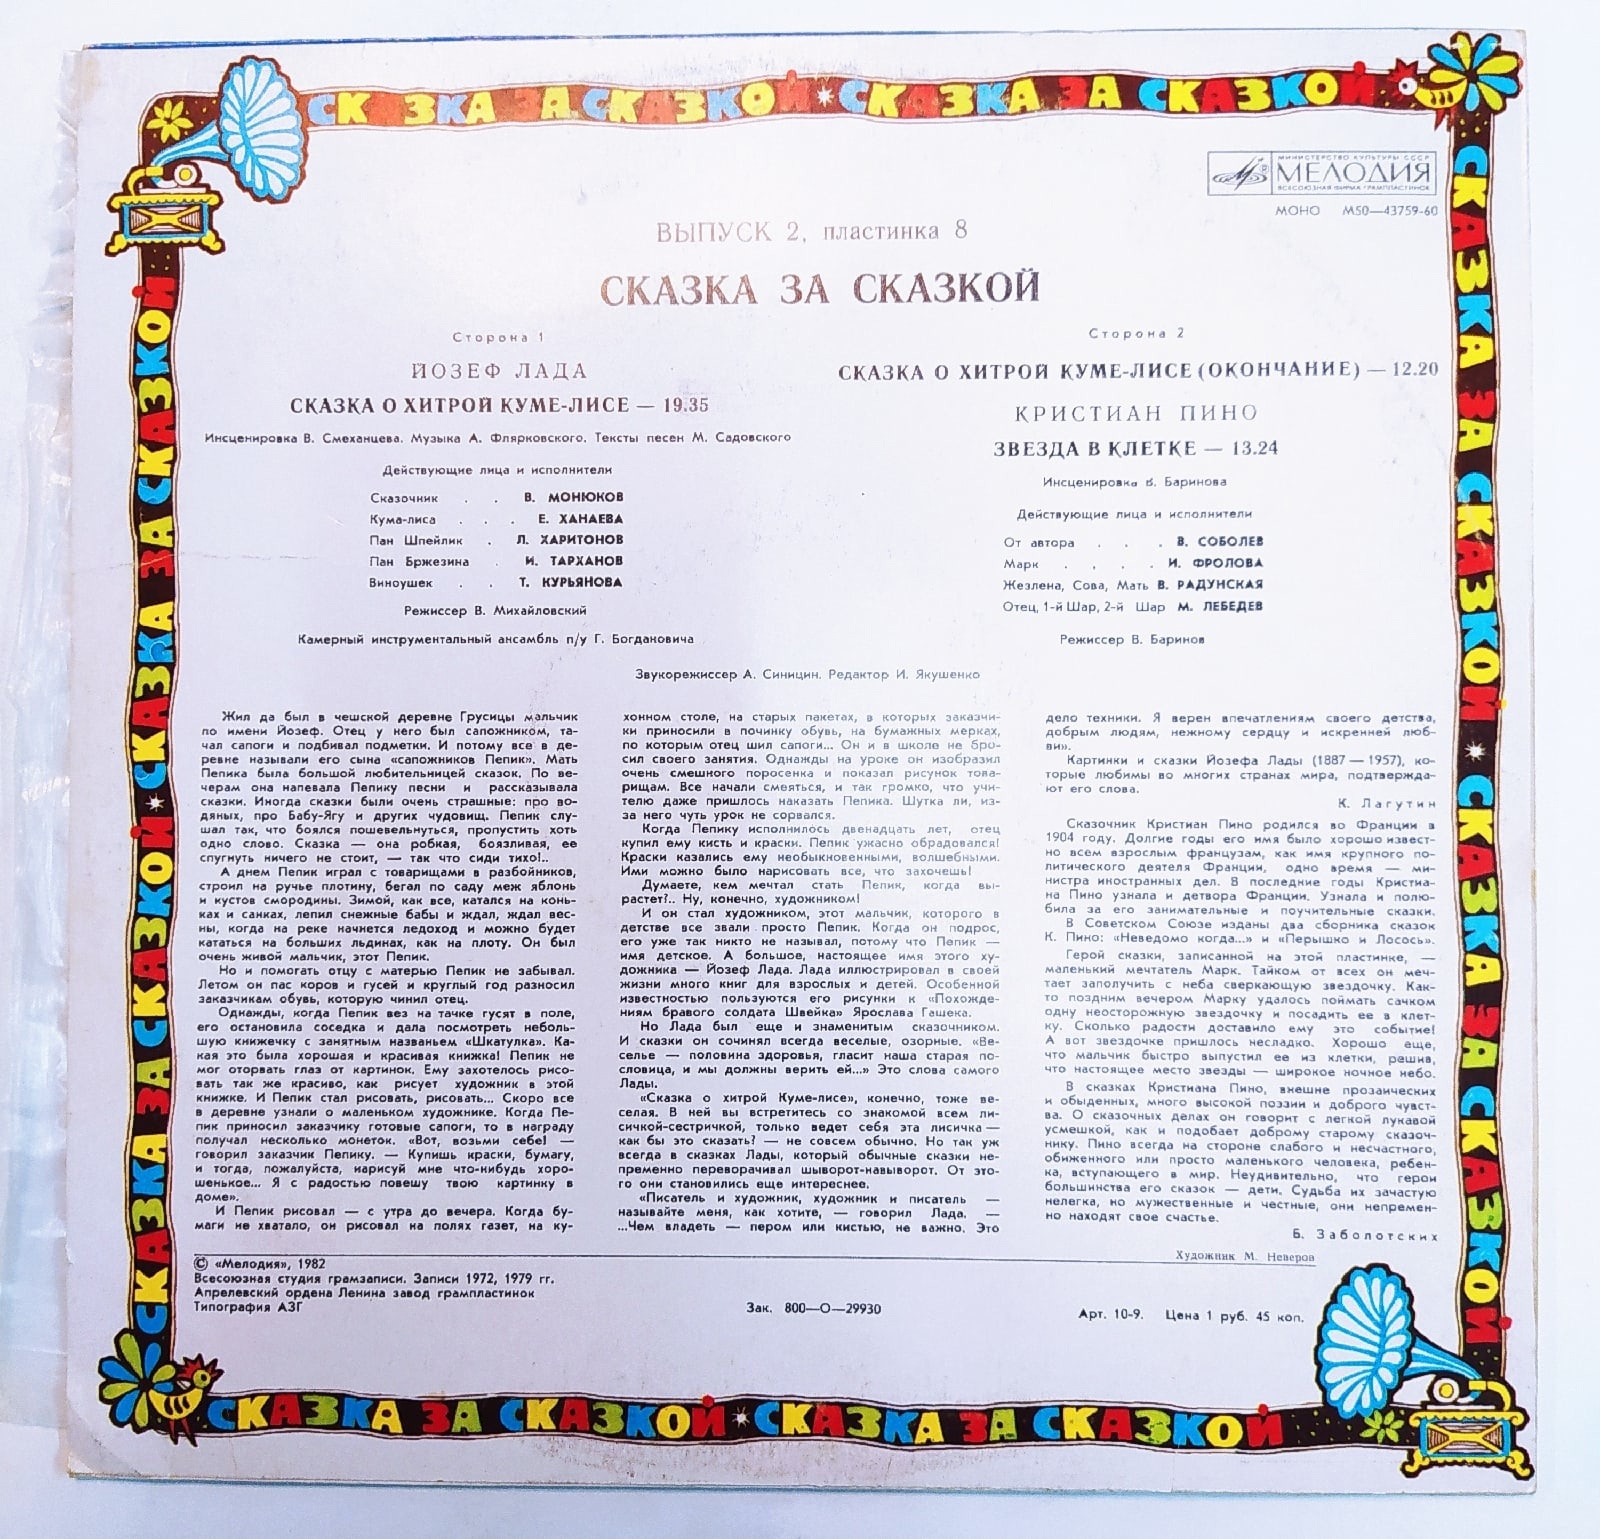 СКАЗКА ЗА СКАЗКОЙ * СКАЗКА ЗА СКАЗКОЙ
МИНИСТЕРСТВО КУЛЬТУРЫ СССР
МЕЛОДИЯ
ВСЕСОЮЗНАЯ ФИРМА ГРАМПЛАСТИНОК
МОНО М50—43759-60
ВЫПУСК 2, пластинка 8
СКАЗКА ЗА СКАЗКОЙ
Сторона 1
ЙОЗЕФ ЛАДА
СКАЗКА О ХИТРОЙ КУМЕ-ЛИСЕ — 19.35
Инсценировка В. Смеханцева. Музыка А. Флярковского. Тексты песен М. Садовского
Действующие лица и исполнители
Сказочник . . В. МОНЮКОВ
Кума-лиса . . . Е. ХАНАЕВА
Пан Шпейлик . Л. ХАРИТОНОВ
Пан Бржезина . И. ТАРХАНОВ
Виноушек . . Т. КУРЬЯНОВА
Режиссер В. Михайловский
Камерный инструментальный ансамбль п/у Г. Богдановича
Сторона 2
СКАЗКА О ХИТРОЙ КУМЕ-ЛИСЕ (ОКОНЧАНИЕ) — 12.20
КРИСТИАН ПИНО
ЗВЕЗДА В КЛЕТКЕ — 13.24
Инсценировка В. Баринова
Действующие лица и исполнители
От автора . . . В. СОБОЛЕВ
Марк . . . . И. ФРОЛОВА
Жезлена, Сова, Мать В. РАДУНСКАЯ
Отец, 1-й Шар, 2-й Шар М. ЛЕБЕДЕВ
Режиссер В. Баринов
Звукорежиссер А. Синицин. Редактор И. Якушенко
Жил да был в чешской деревне Грусицы мальчик
по имени Йозеф. Отец у него был сапожником, та-
чал сапоги и подбивал подметки. И потому все в де-
ревне называли его сына «сапожников Пепик». Мать
Пепика была большой любительницей сказок. По ве-
черам она напевала Пепику песни и рассказывала
сказки. Иногда сказки были очень страшные: про во-
дяных, про Бабу-Ягу и других чудовищ. Пепик слу-
шал так, что боялся пошевельнуться, пропустить хоть
одно слово. Сказка — она робкая, боязливая, ее
спугнуть ничего не стоит, — так что сиди тихо!..
А днем Пепик играл с товарищами в разбойников,
строил на ручье плотину, бегал по саду меж яблонь
и кустов смородины. Зимой, как все, катался на конь-
ках и санках, лепил снежные бабы и ждал, ждал вес-
ны, когда на реке начнется ледоход и можно будет
кататься на больших льдинах, как на плоту. Он был
очень живой мальчик, этот Пепик.
Но и помогать отцу с матерью Пепик не забывал.
Летом он пас коров и гусей и круглый год разносил
заказчикам обувь, которую чинил отец.
Однажды, когда Пепик вез на тачке гусят в поле,
его остановила соседка и дала посмотреть неболь-
шую книжечку с занятным названьем «Шкатулка». Ка-
кая это была хорошая и красивая книжка! Пепик не
мог оторвать глаз от картинок. Ему захотелось рисо-
вать так же красиво, как рисует художник в этой
книжке. И Пепик стал рисовать, рисовать... Скоро все
в деревне узнали о маленьком художнике. Когда Пе-
пик приносил заказчику готовые сапоги, то в награду
получал несколько монеток. «Вот, возьми себе! —
говорил заказчик Пепику. — Купишь краски, бумагу,
и тогда, пожалуйста, нарисуй мне что-нибудь хоро-
шенькое... Я с радостью повешу твою картинку в
доме».
И Пепик рисовал — с утра до вечера. Когда бу-
маги не хватало, он рисовал на полях газет, на ку-
хонном столе, на старых пакетах, в которых заказчи-
ки приносили в починку обувь, на бумажных мерках,
по которым отец шил сапоги... Он и в школе не бро-
сил своего занятия. Однажды на уроке он изобразил
очень смешного поросенка и показал рисунок това-
рищам. Все начали смеяться, и так громко, что учи-
телю даже пришлось наказать Пепика. Шутка ли, из-
за него чуть урок не сорвался.
Когда Пепику исполнилось двенадцать лет, отец
купил ему кисть и краски. Пепик ужасно обрадовался!
Краски казались ему необыкновенными, волшебными.
Ими можно было нарисовать все, что захочешь!
Думаете, кем мечтал стать Пепик, когда вы-
растет?.. Ну, конечно, художником!
И он стал художником, этот мальчик, которого в
детстве все звали просто Пепик. Когда он подрос,
его уже так никто не называл, потому что Пепик —
имя детское. А большое, настоящее имя этого ху-
дожника — Йозеф Лада. Лада иллюстрировал в своей
жизни много книг для взрослых и детей. Особенной
известностью пользуются его рисунки к «Похожде-
ниям бравого солдата Швейка» Ярослава Гашека.
Но Лада был еще и знаменитым сказочником.
И сказки он сочинял всегда веселые, озорные. «Ве-
селье — половина здоровья, гласит наша старая по-
словица, и мы должны верить ей...» Это слова самого
Лады.
«Сказка о хитрой Куме-лисе», конечно, тоже ве-
селая. В ней вы встретитесь со знакомой всем ли-
сичкой-сестричкой, только ведет себя эта лисичка —
как бы это сказать? — не совсем обычно. Но так уж
всегда в сказках Лады, который обычные сказки не-
пременно переворачивал шыворот-навыворот. От это-
го они становились еще интереснее.
«Писатель и художник, художник и писатель —
называйте меня, как хотите, — говорил Лада. —
...Чем владеть — пером или кистью, не важно. Это
дело техники. Я верен впечатлениям своего детства,
добрым людям, нежному сердцу и искренней люб-
ви».
Картинки и сказки Йозефа Лады (1887 — 1957), ко-
торые любимы во многих странах мира, подтвержда-
ют его слова.
К. Лагутин
Сказочник Кристиан Пино родился во Франции в
1904 году. Долгие годы его имя было хорошо извест-
но всем взрослым французам, как имя крупного по-
литического деятеля Франции, одно время — ми-
нистра иностранных дел. В последние годы Кристиа-
на Пино узнала и детвора Франции. Узнала и полю-
била за его занимательные и поучительные сказки.
В Советском Союзе изданы два сборника сказок
К. Пино: «Неведомо когда...» и «Перышко и Лосось».
Герой сказки, записанной на этой пластинке, —
маленький мечтатель Марк. Тайком от всех он меч-
тает заполучить с неба сверкающую звездочку. Как-
то поздним вечером Марку удалось поймать сачком
одну неосторожную звездочку и посадить ее в клет-
ку. Сколько радости доставило ему это событие!
А вот звездочке пришлось несладко. Хорошо еще,
что мальчик быстро выпустил ее из клетки, решив,
что настоящее место звезды — широкое ночное небо.
В сказках Кристиана Пино, внешне прозаических
и обыденных, много высокой поэзии и доброго чувст-
ва. О сказочных делах он говорит с легкой лукавой
усмешкой, как и подобает доброму старому сказоч-
нику. Пино всегда на стороне слабого и несчастного,
обиженного или просто маленького человека, ребен-
ка, вступающего в мир. Неудивительно, что герои
большинства его сказок — дети. Судьба их зачастую
нелегка, но мужественные и честные, они непремен-
но находят свое счастье.
Б. Заболотских
Художник М. Неверов
© «Мелодия», 1982
Всесоюзная студия грамзаписи. Записи 1972, 1979 гг.
Апрелевский ордена Ленина завод грампластинок
Типография АЗГ
Зак. 800—О—29930
Арт. 10-9. Цена 1 руб. 45 коп.
СКАЗКА ЗА СКАЗКОЙ * СКАЗКА ЗА СКАЗКОЙ
СКАЗКА ЗА СКАЗКОЙ * СКАЗКА ЗА СКАЗКОЙ
СКАЗКА ЗА СКАЗКОЙ * СКАЗКА ЗА СКАЗКОЙ